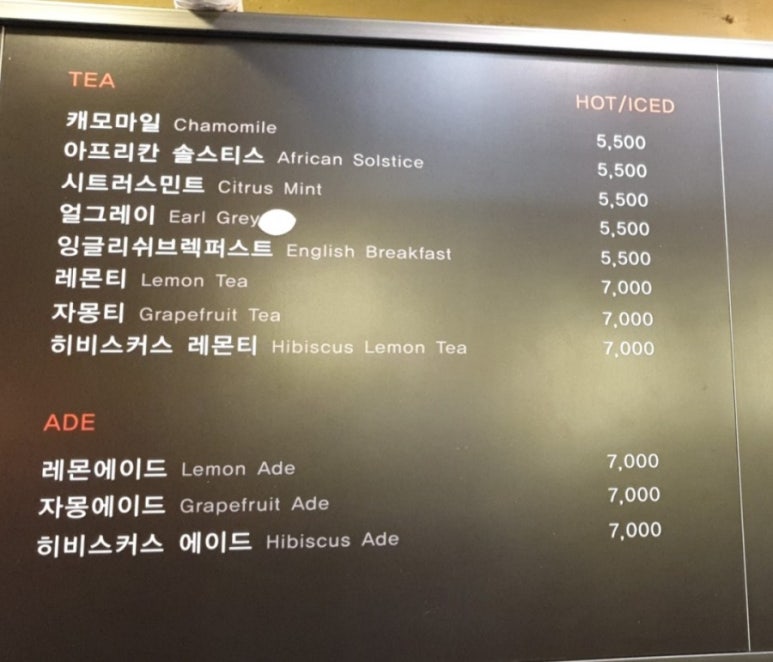 TEA
HOT/ICED
캐모마일 Chamomile 5,500
아프리칸 솔스티스 African Solstice 5,500
시트러스민트 Citrus Mint 5,500
얼그레이 Earl Grey 5,500
잉글리쉬브렉퍼스트 English Breakfast 5,500
레몬티 Lemon Tea 7,000
자몽티 Grapefruit Tea 7,000
히비스커스 레몬티 Hibiscus Lemon Tea 7,000
ADE
레몬에이드 Lemon Ade 7,000
자몽에이드 Grapefruit Ade 7,000
히비스커스 에이드 Hibiscus Ade 7,000